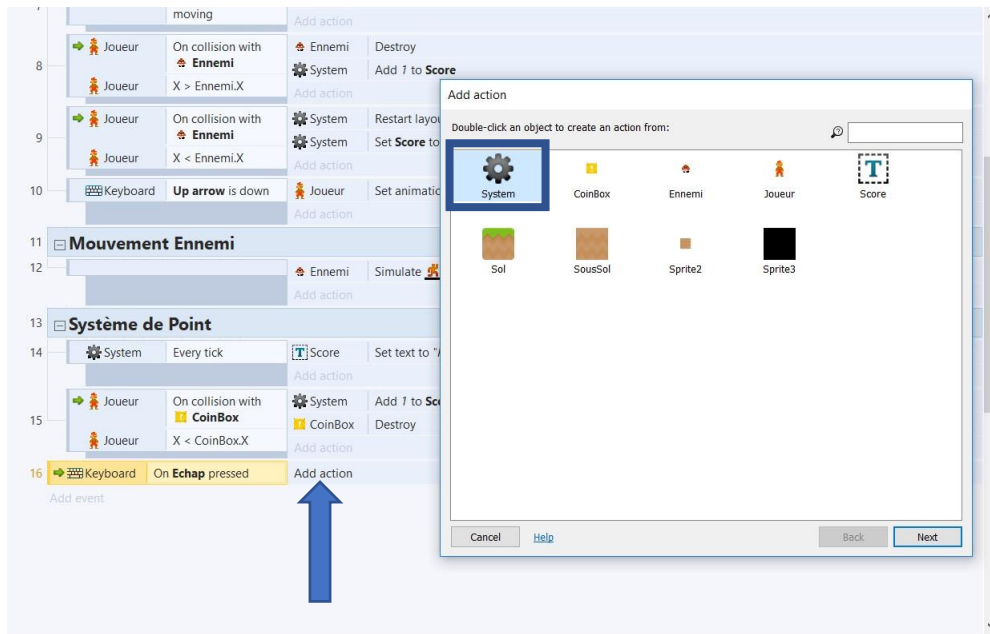 moving
Add action
8
Joueur On collision with Ennemi Destroy
Ennemi System Add 1 to Score
Joueur X > Ennemi.X Add action
9
Joueur On collision with System Restart layou
Ennemi System Set Score to
Joueur X < Ennemi.X Add action
10 Keyboard Up arrow is down Joueur Set animatic
Add action
11 Mouvement Ennemi
12 Ennemi Simulate
Add action
13 Système de Point
14 System Every tick T Score Set text to "
Add action
15
Joueur On collision with System Add 1 to Sco
CoinBox CoinBox Destroy
Joueur X < CoinBox.X Add action
16 Keyboard On Echap pressed Add action
Add event
Add action
Double-click an object to create an action from:
System CoinBox Ennemi Joueur T Score
Sol SousSol Sprite2 Sprite3
Cancel Help Back Next